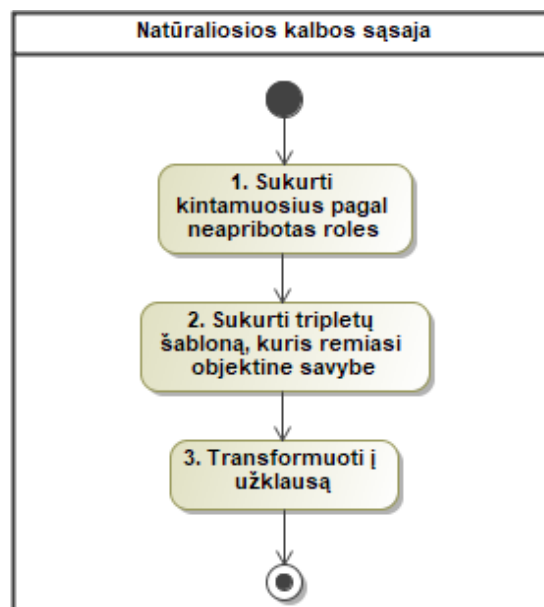 Natūraliosios kalbos sąsaja
1. Sukurti
kintamuosius pagal
neapribotas roles
2. Sukurti tripletų
šabloną, kuris remiasi
objektine savybe
3. Transformuoti į
užklausą